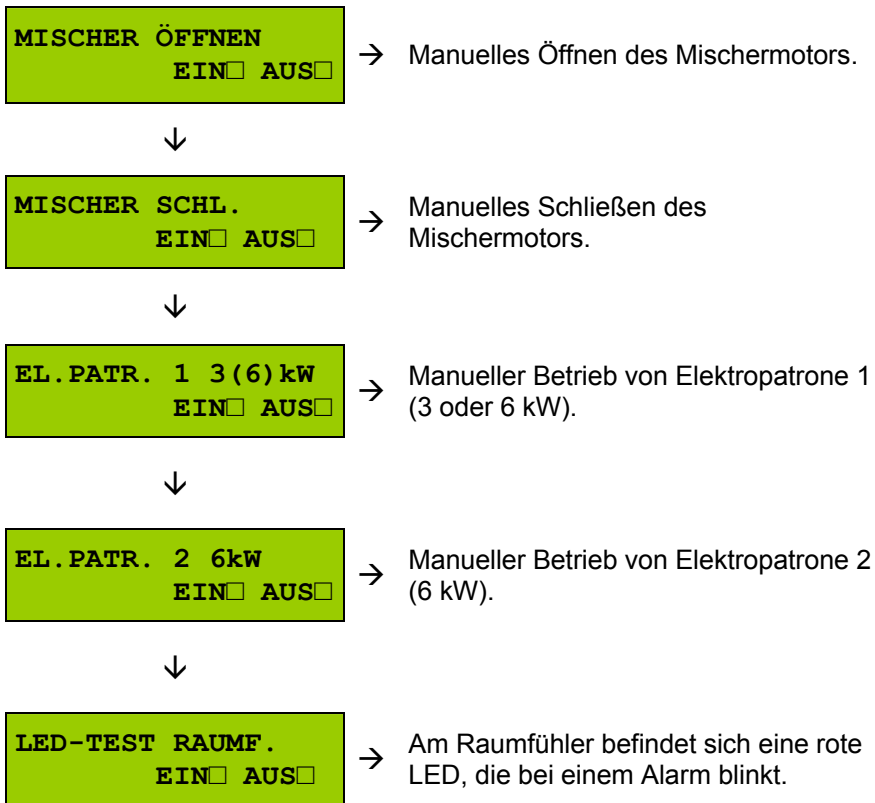 MISCHER ÖFFNEN
EIN□ AUS□
→ Manuelles Öffnen des Mischermotors.
↓
MISCHER SCHL.
EIN□ AUS□
→ Manuelles Schließen des
Mischermotors.
↓
EL.PATR. 1 3(6)kW
EIN□ AUS□
→ Manueller Betrieb von Elektropatrone 1
(3 oder 6 kW).
↓
EL.PATR. 2 6kW
EIN□ AUS□
→ Manueller Betrieb von Elektropatrone 2
(6 kW).
↓
LED-TEST RAUMF.
EIN□ AUS□
→ Am Raumfühler befindet sich eine rote
LED, die bei einem Alarm blinkt.